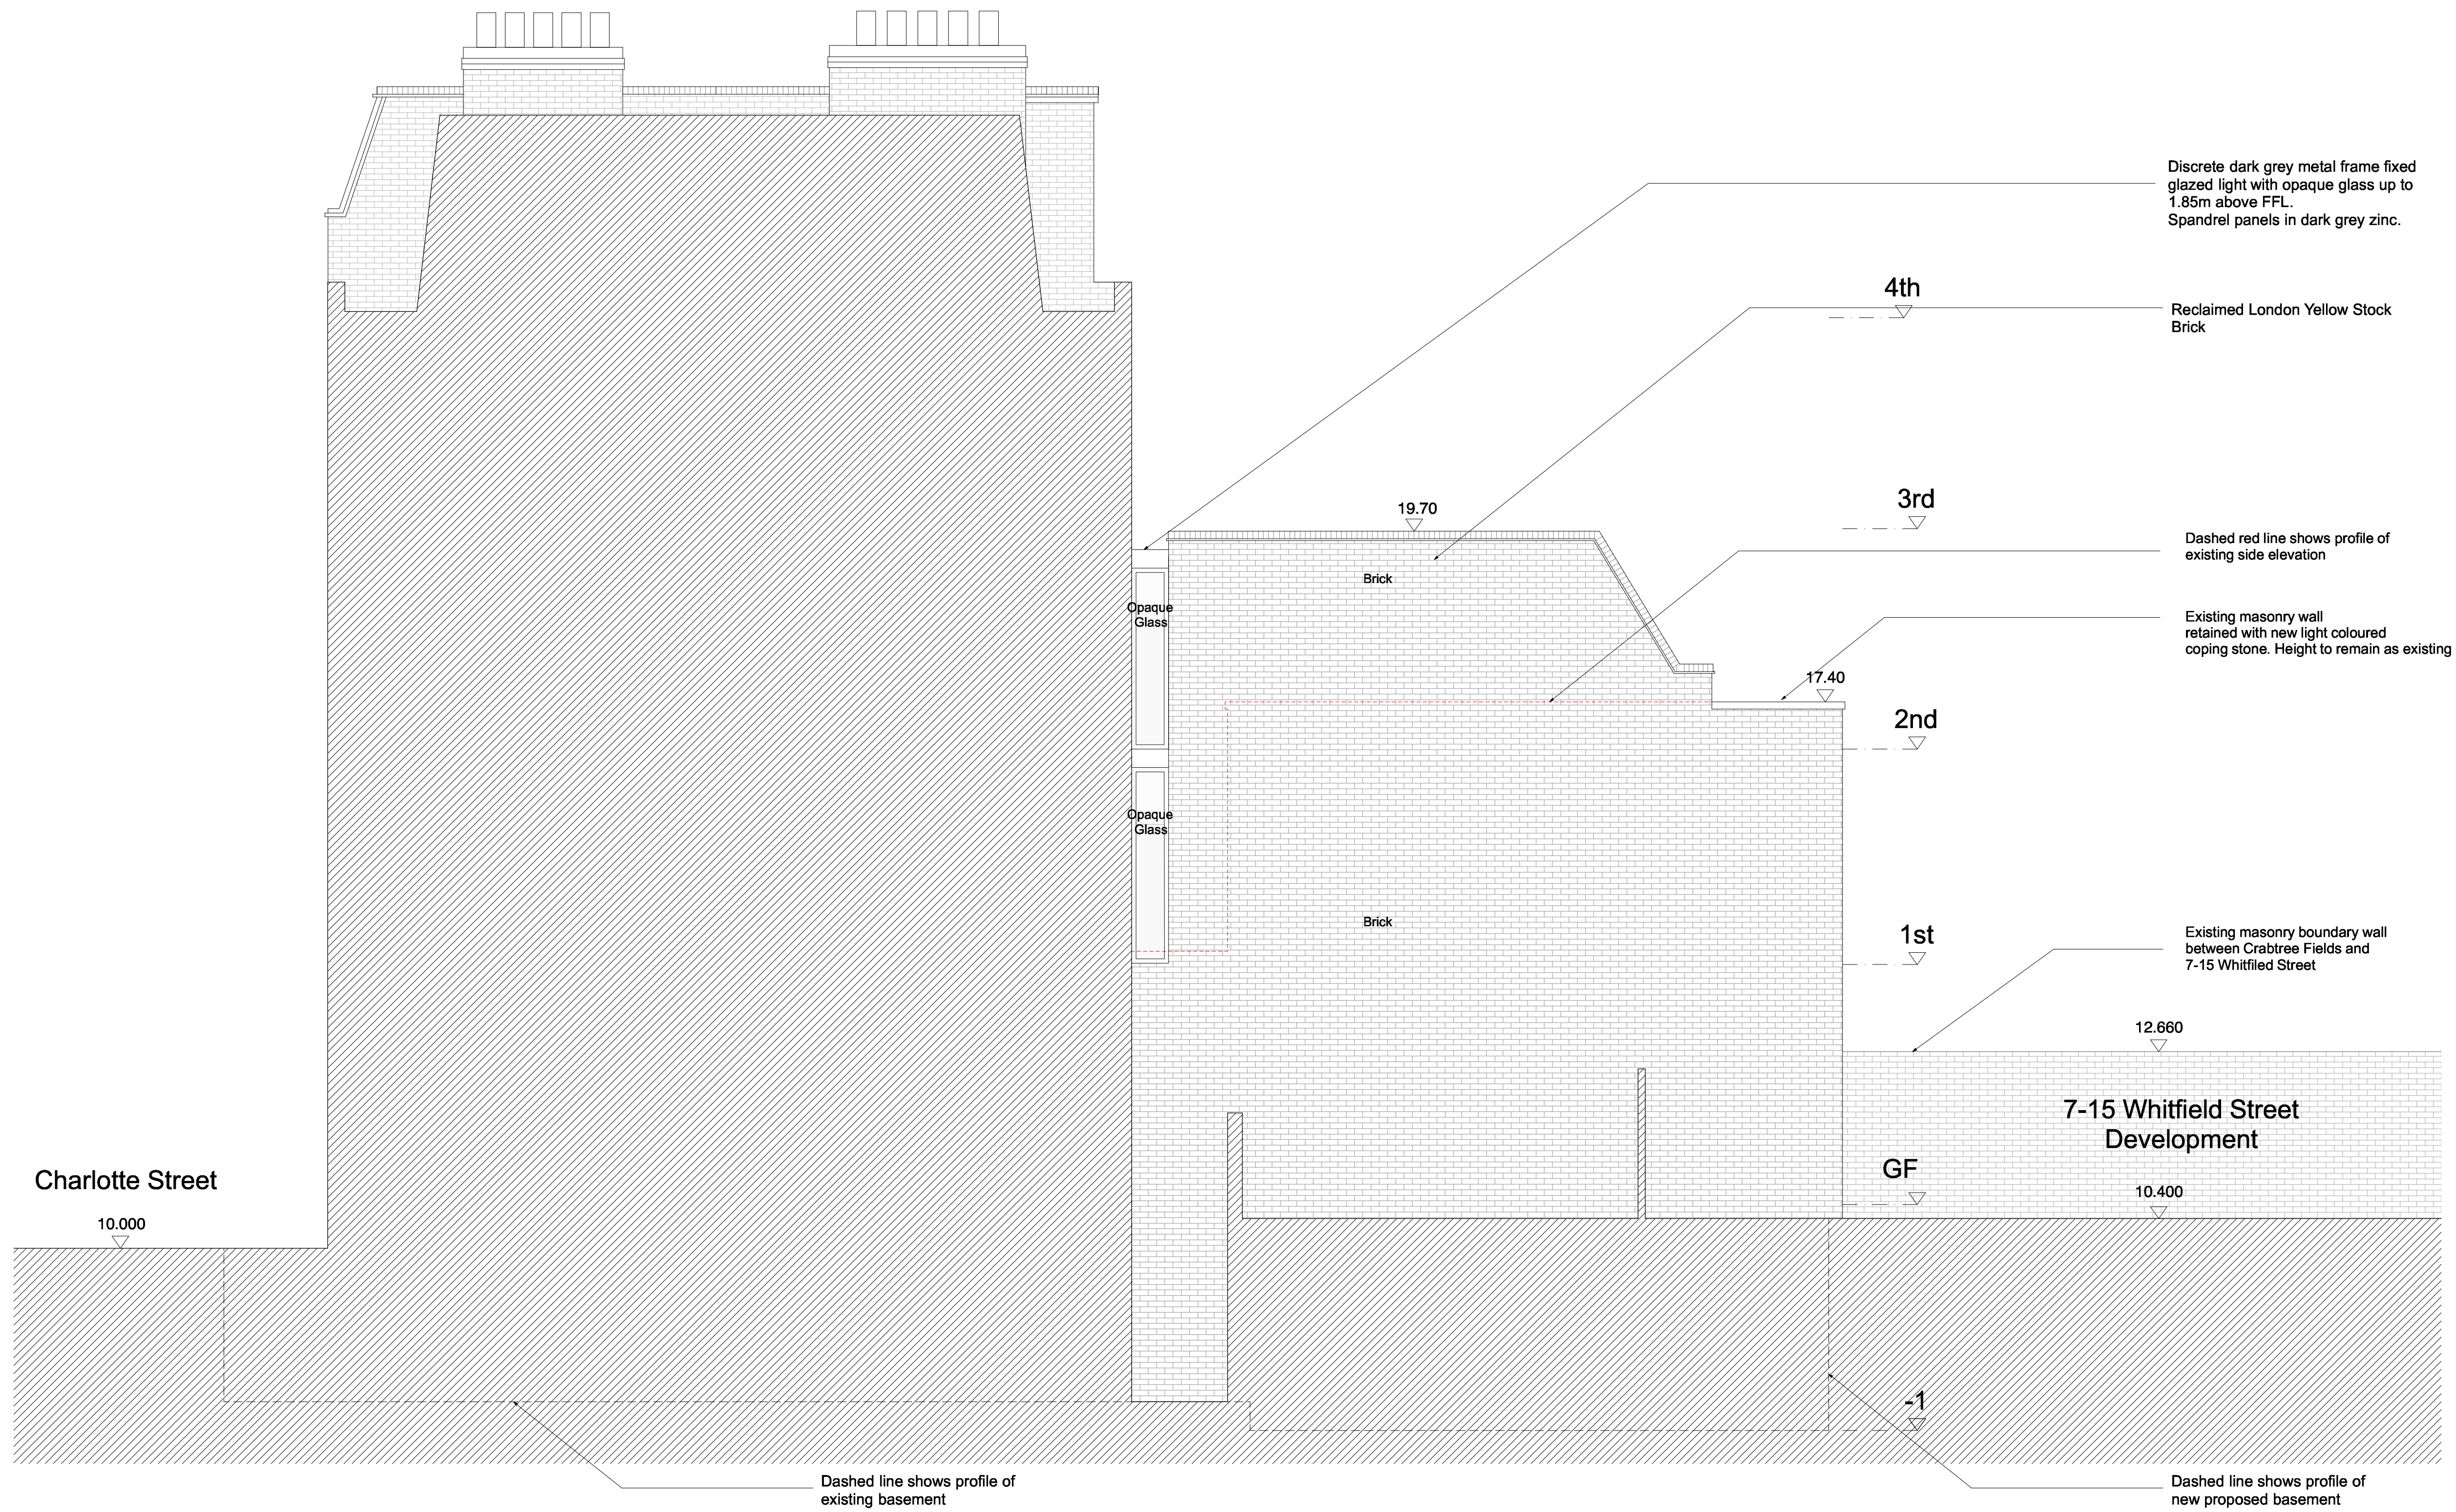 Discrete dark grey metal frame fixed
glazed light with opaque glass up to
1.85m above FFL.
Spandrel panels in dark grey zinc.
4th
Reclaimed London Yellow Stock
Brick
3rd
19.70
Dashed red line shows profile of
existing side elevation
Brick
Opaque
Glass
Existing masonry wall
retained with new light coloured
coping stone. Height to remain as existing
17.40
2nd
Opaque
Glass
Brick
1st
Existing masonry boundary wall
between Crabtree Fields and
7-15 Whitfiled Street
12.660
7-15 Whitfield Street
Development
GF
Charlotte Street
10.400
10.000
-1
Dashed line shows profile of
existing basement
Dashed line shows profile of
new proposed basement